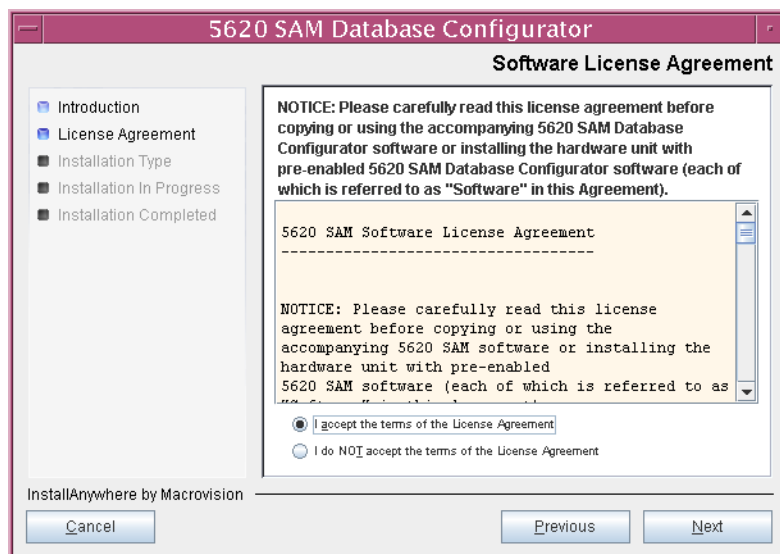 5620 SAM Database Configurator
Software License Agreement
Introduction
License Agreement
Installation Type
Installation In Progress
Installation Completed
NOTICE: Please carefully read this license agreement before
copying or using the accompanying 5620 SAM Database
Configurator software or installing the hardware unit with
pre-enabled 5620 SAM Database Configurator software (each of
which is referred to as "Software" in this Agreement).
5620 SAM Software License Agreement
-----------------------------------
NOTICE: Please carefully read this license
agreement before copying or using the
accompanying 5620 SAM software or installing the
hardware unit with pre-enabled
5620 SAM software (each of which is referred to as
I accept the terms of the License Agreement
I do NOT accept the terms of the License Agreement
InstallAnywhere by Macrovision
Cancel
Previous
Next